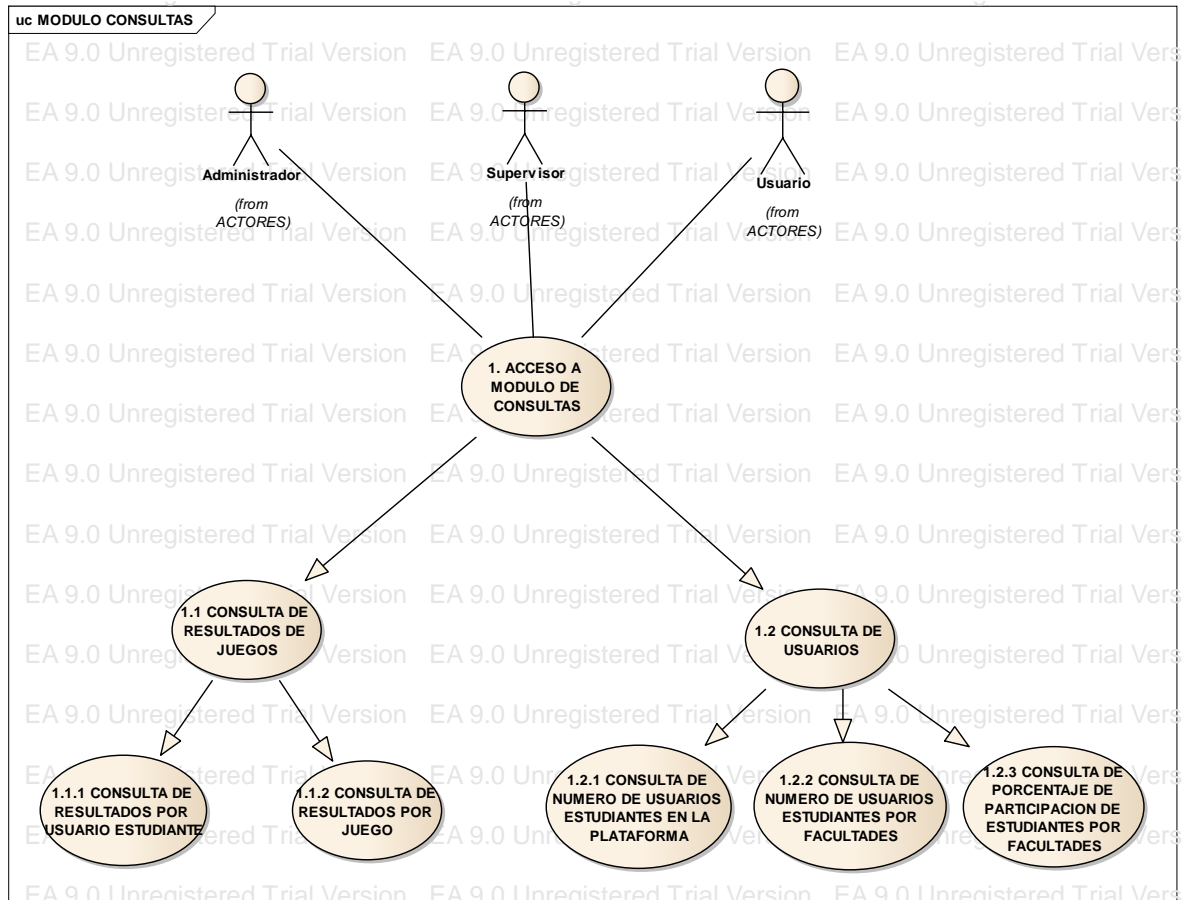 uc MODULO CONSULTAS
EA 9.0 Unregistered Trial Version EA 9.0 Unregistered Trial Version EA 9.0 Unregistered Trial Vers
Administrador
(from
ACTORES)
Supervisor
(from
ACTORES)
Usuario
(from
ACTORES)
1. ACCESO A
MODULO DE
CONSULTAS
1.1 CONSULTA DE
RESULTADOS DE
JUEGOS
1.2 CONSULTA DE
USUARIOS
1.1.1 CONSULTA DE
RESULTADOS POR
USUARIO ESTUDIANTE
1.1.2 CONSULTA DE
RESULTADOS POR
JUEGO
1.2.1 CONSULTA DE
NUMERO DE USUARIOS
ESTUDIANTES EN LA
PLATAFORMA
1.2.2 CONSULTA DE
NUMERO DE USUARIOS
ESTUDIANTES POR
FACULTADES
1.2.3 CONSULTA DE
PORCENTAJE DE
PARTICIPACION DE
ESTUDIANTES POR
FACULTADES